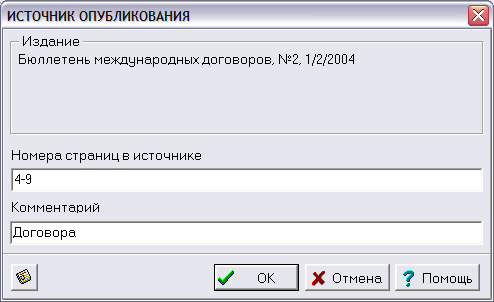 ИСТОЧНИК ОПУБЛИКОВАНИЯ
Издание
Бюллетень международных договоров, №2, 1/2/2004
Номера страниц в источнике
4-9
Комментарий
Договора
OK
Отмена
? Помощь